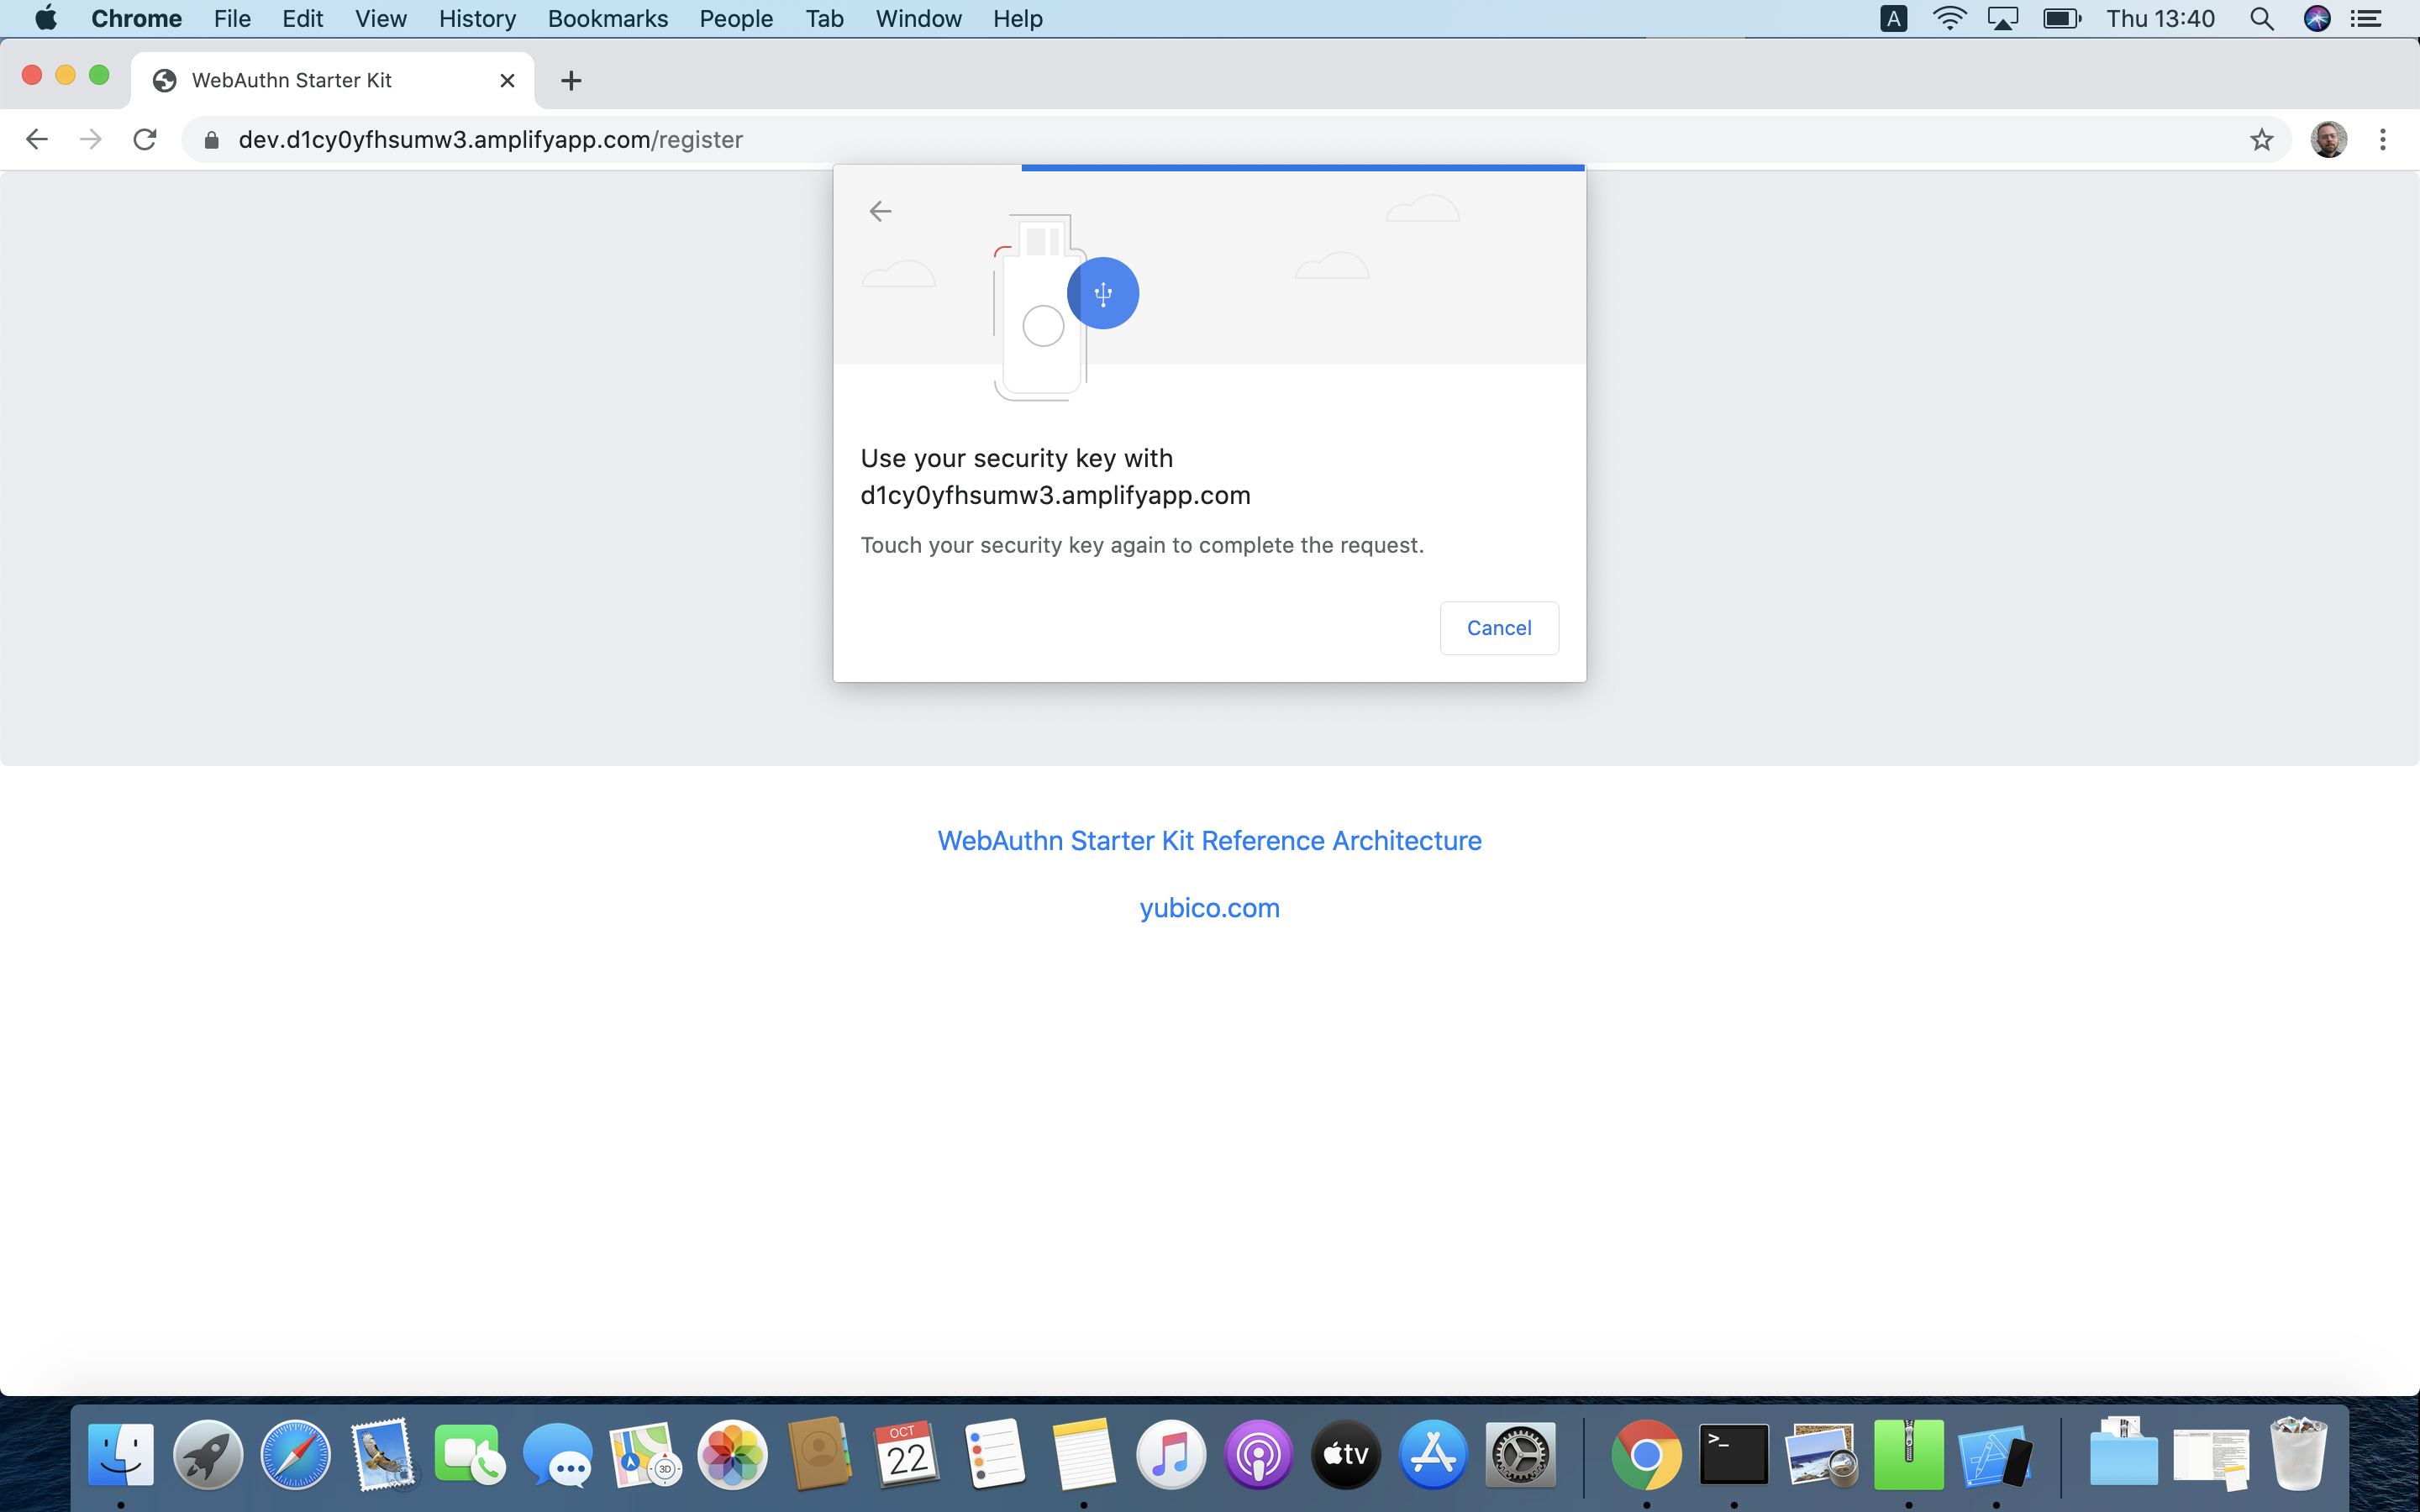 Chrome File Edit View History Bookmarks People Tab Window Help A Thu 13:40
WebAuthn Starter Kit
dev.d1cy0yfhsumw3.amplifyapp.com/register
Use your security key with
d1cy0yfhsumw3.amplifyapp.com
Touch your security key again to complete the request.
Cancel
WebAuthn Starter Kit Reference Architecture
yubico.com
OCT
22
3D
tv
>_